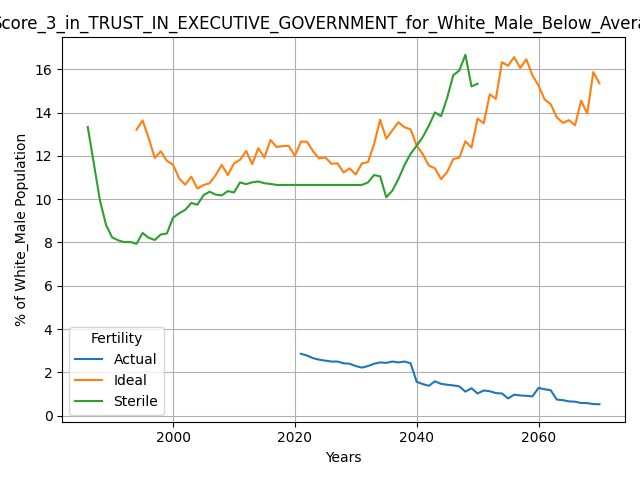 Score_3_in_TRUST_IN_EXECUTIVE_GOVERNMENT_for_White_Male_Below_Avera
% of White_Male Population
16
14
12
10
8
6
4
2
0
Fertility
Actual
Ideal
Sterile
2000 2020 2040 2060
Years